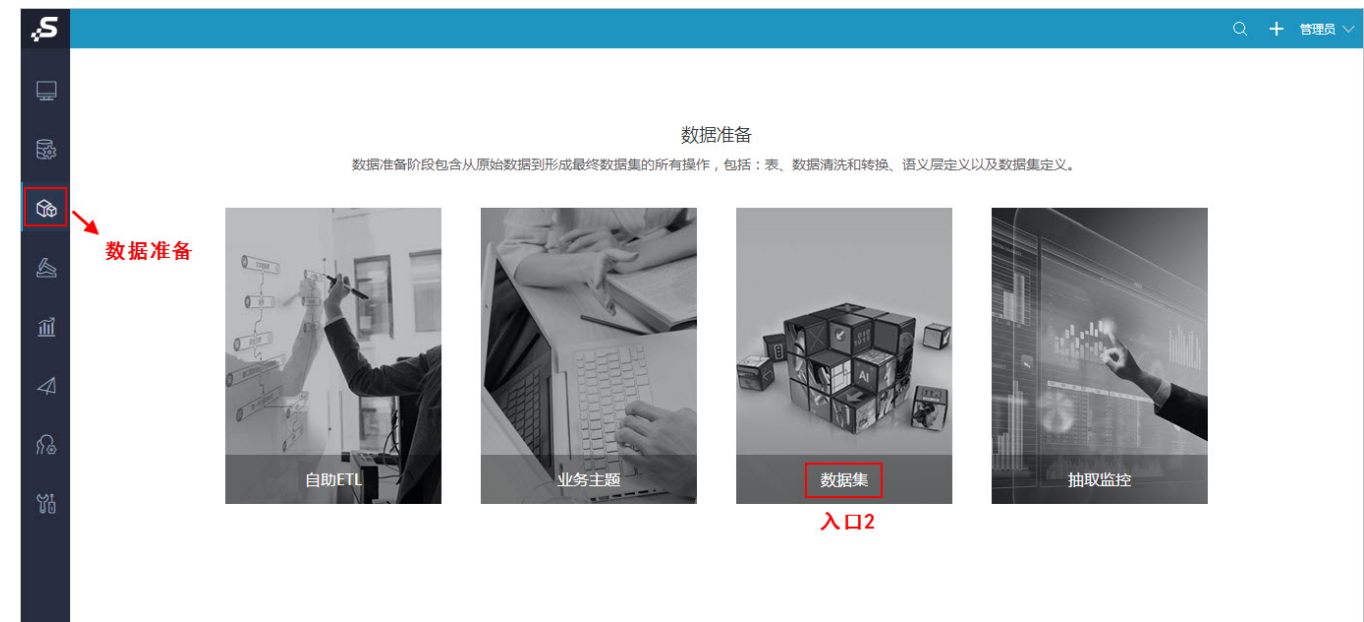 S
管理员
数据准备
数据准备阶段包含从原始数据到形成最终数据集的所有操作，包括：表、数据清洗和转换、语义层定义以及数据集定义。
数据准备
AI
自助ETL
业务主题
数据集
抽取监控
入口2